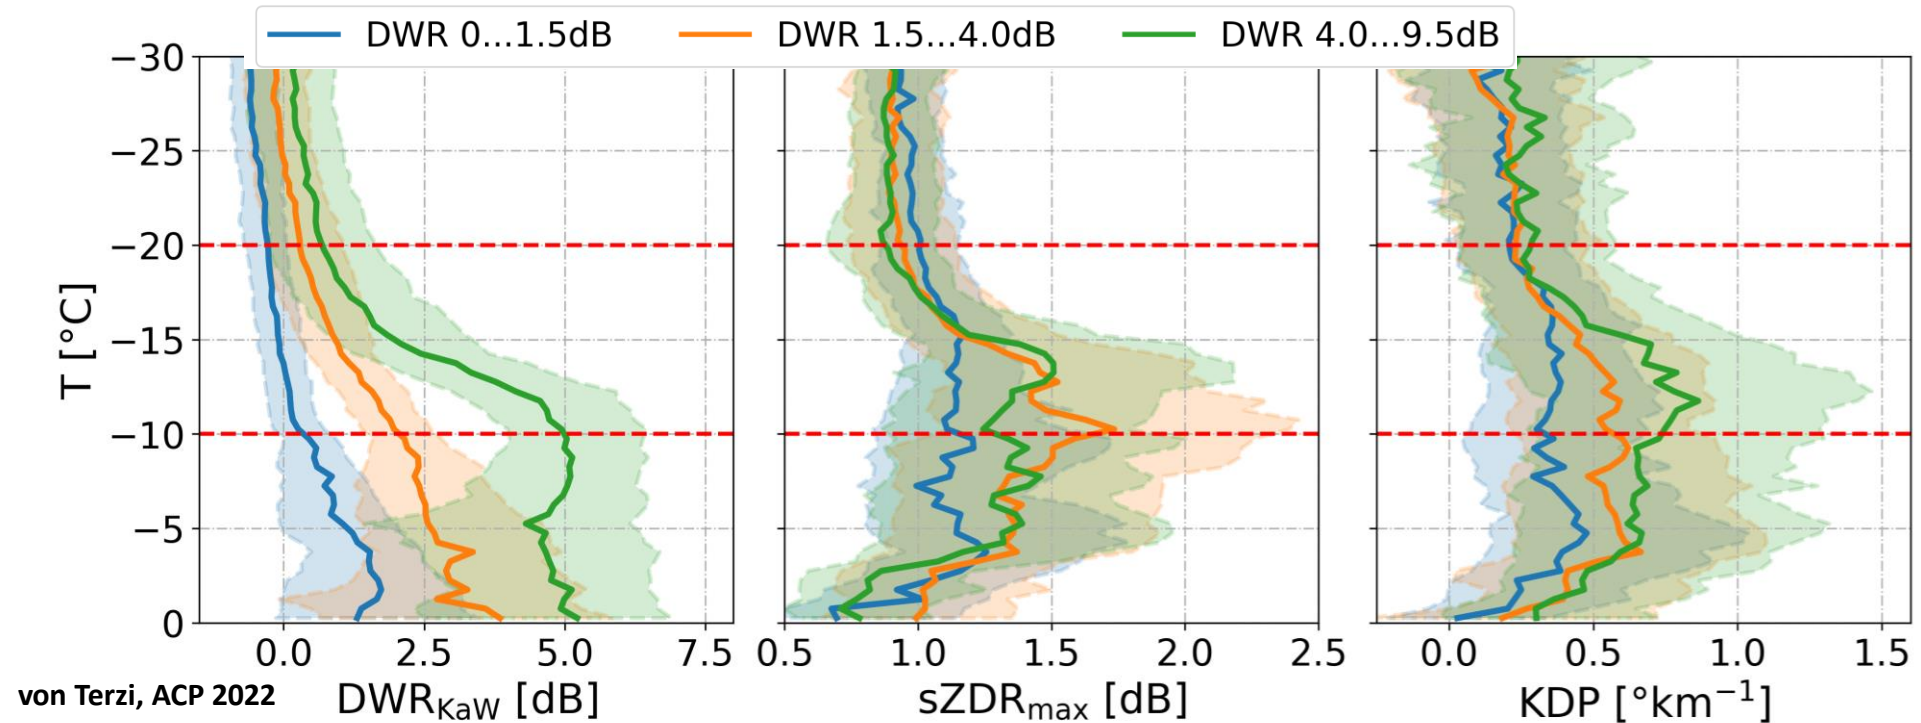 DWR 0...1.5dB DWR 1.5...4.0dB DWR 4.0...9.5dB
T [°C]
−30
−25
−20
−15
−10
−5
0
0.0 2.5 5.0 7.5 0.5 1.0 1.5 2.0 2.5 0.0 0.5 1.0 1.5
DWR_KaW [dB] sZDR_max [dB] KDP [°km⁻¹]
von Terzi, ACP 2022